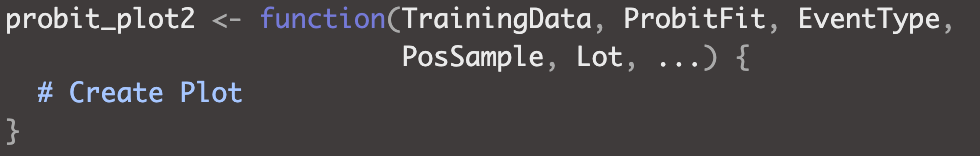 probit_plot2 <- function(TrainingData, ProbitFit, EventType,
                         PosSample, Lot, ...) {
  # Create Plot
}